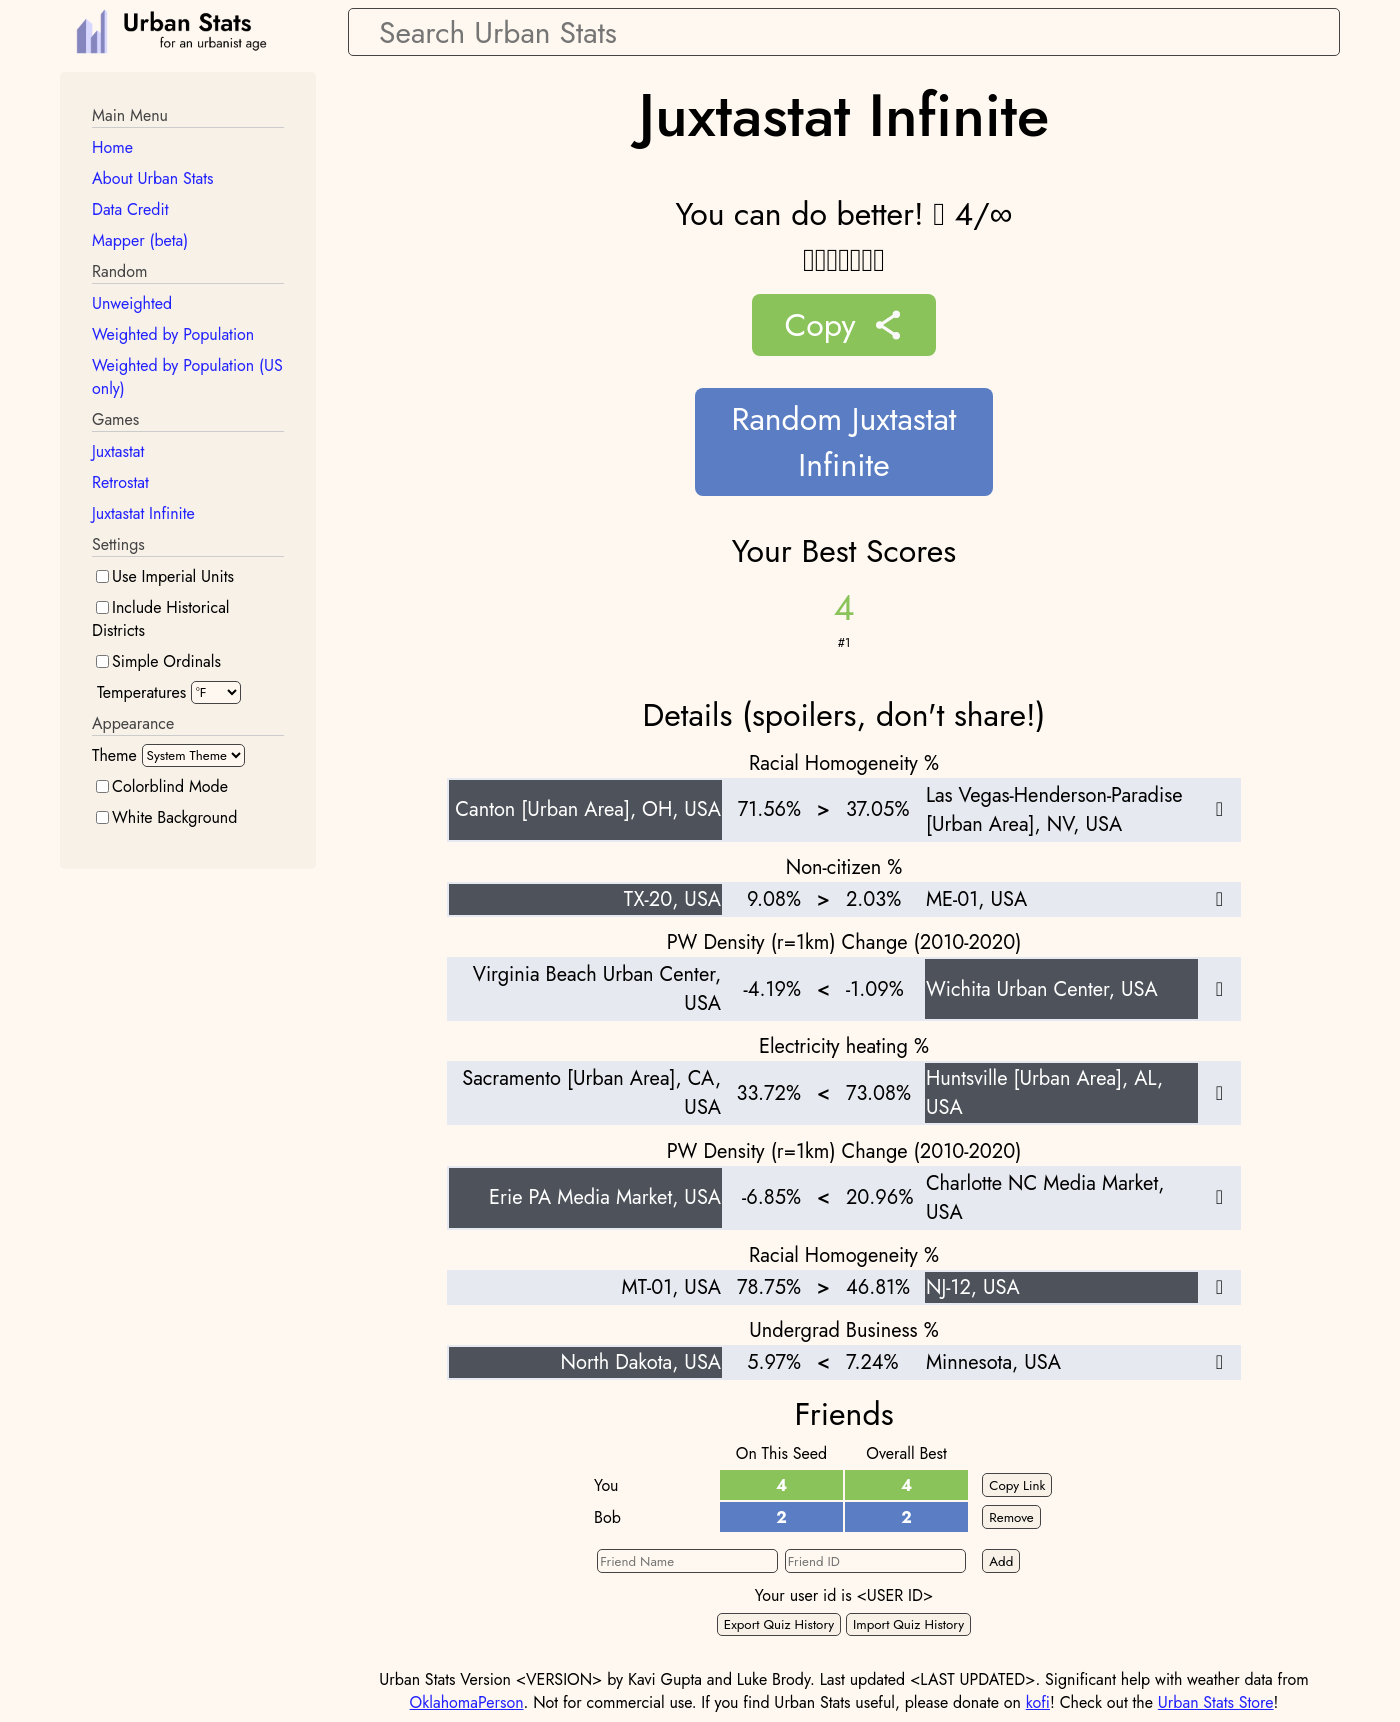 Urban Stats
for an urbanist age
Search Urban Stats
Main Menu
Home
About Urban Stats
Data Credit
Mapper (beta)
Random
Unweighted
Weighted by Population
Weighted by Population (US
only)
Games
Juxtastat
Retrostat
Juxtastat Infinite
Settings
Use Imperial Units
Include Historical
Districts
Simple Ordinals
Temperatures °F
Appearance
Theme System Theme
Colorblind Mode
White Background
Juxtastat Infinite
You can do better! 4/∞
Copy
Random Juxtastat
Infinite
Your Best Scores
4
#1
Details (spoilers, don't share!)
Racial Homogeneity %
Canton [Urban Area], OH, USA 71.56% > 37.05% Las Vegas-Henderson-Paradise
[Urban Area], NV, USA
Non-citizen %
TX-20, USA 9.08% > 2.03% ME-01, USA
PW Density (r=1km) Change (2010-2020)
Virginia Beach Urban Center,
USA -4.19% < -1.09% Wichita Urban Center, USA
Electricity heating %
Sacramento [Urban Area], CA,
USA 33.72% < 73.08% Huntsville [Urban Area], AL,
USA
PW Density (r=1km) Change (2010-2020)
Erie PA Media Market, USA -6.85% < 20.96% Charlotte NC Media Market,
USA
Racial Homogeneity %
MT-01, USA 78.75% > 46.81% NJ-12, USA
Undergrad Business %
North Dakota, USA 5.97% < 7.24% Minnesota, USA
Friends
On This Seed Overall Best
You 4 4 Copy Link
Bob 2 2 Remove
Friend Name Friend ID Add
Your user id is <USER ID>
Export Quiz History Import Quiz History
Urban Stats Version <VERSION> by Kavi Gupta and Luke Brody. Last updated <LAST UPDATED>. Significant help with weather data from
OklahomaPerson. Not for commercial use. If you find Urban Stats useful, please donate on kofi! Check out the Urban Stats Store!